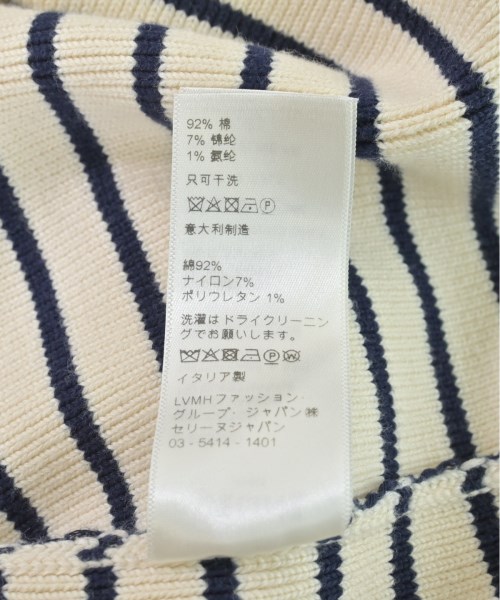 92% 棉
7% 锦纶
1% 氨纶
只可干洗
P
意大利制造
綿92%
ナイロン7%
ポリウレタン 1%
洗濯はドライクリーニン
グでお願いします。
P W
イタリア製
LVMHファッション・
グループ・ジャパン㈱
セリーヌジャパン
03-5414-1401